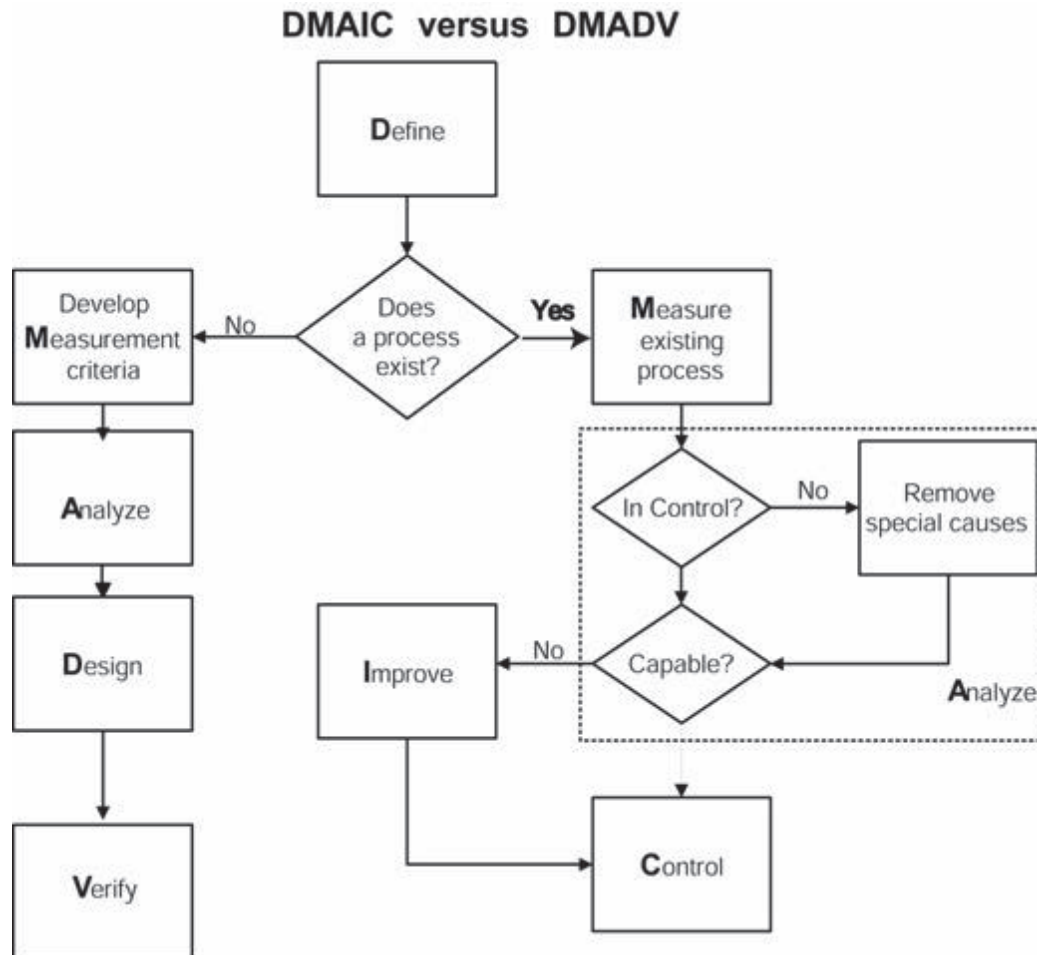 DMAIC versus DMADV
Define
Does
a process
exist?
No
Yes
Develop
Measurement
criteria
Measure
existing
process
Analyze
In Control?
No
Remove
special causes
Design
Improve
No
Capable?
Analyze
Verify
Control